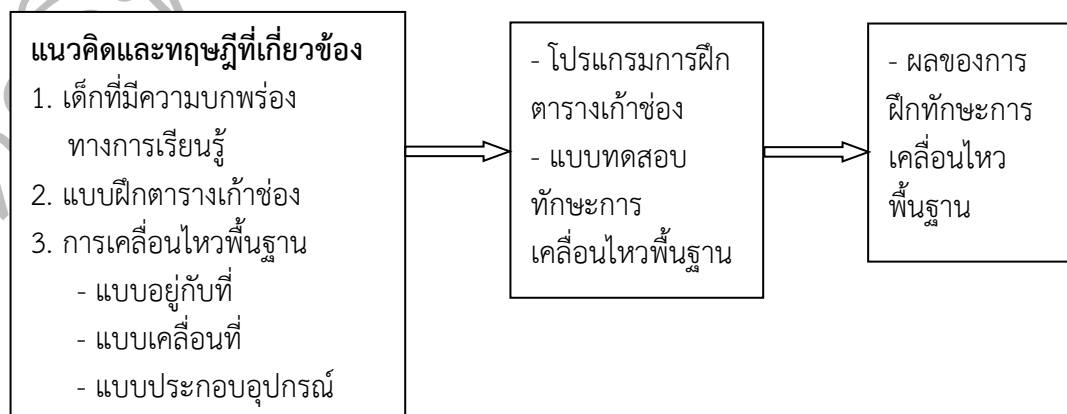 แนวคิดและทฤษฎีที่เกี่ยวข้อง
1. เด็กที่มีความบกพร่อง
ทางการเรียนรู้
2. แบบฝึกตารางเก้าช่อง
3. การเคลื่อนไหวพื้นฐาน
- แบบอยู่กับที่
- แบบเคลื่อนที่
- แบบประกอบอุปกรณ์
- โปรแกรมการฝึก
ตารางเก้าช่อง
- แบบทดสอบ
ทักษะการ
เคลื่อนไหวพื้นฐาน
- ผลของการ
ฝึกทักษะการ
เคลื่อนไหว
พื้นฐาน